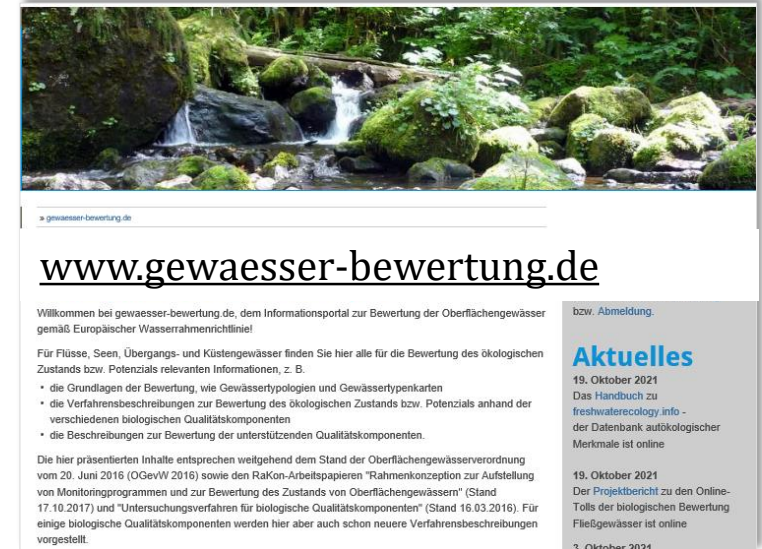 » gewaesser-bewertung.de
www.gewaesser-bewertung.de
Willkommen bei gewaesser-bewertung.de, dem Informationsportal zur Bewertung der Oberflächengewässer
gemäß Europäischer Wasserrahmenrichtlinie!
Für Flüsse, Seen, Übergangs- und Küstengewässer finden Sie hier alle für die Bewertung des ökologischen
Zustands bzw. Potenzials relevanten Informationen, z. B.
• die Grundlagen der Bewertung, wie Gewässertypologien und Gewässertypenkarten
• die Verfahrensbeschreibungen zur Bewertung des ökologischen Zustands bzw. Potenzials anhand der
verschiedenen biologischen Qualitätskomponenten
• die Beschreibungen zur Bewertung der unterstützenden Qualitätskomponenten.
Die hier präsentierten Inhalte entsprechen weitgehend dem Stand der Oberflächengewässerverordnung
vom 20. Juni 2016 (OGewV 2016) sowie den RaKon-Arbeitspapieren "Rahmenkonzeption zur Aufstellung
von Monitoringprogrammen und zur Bewertung des Zustands von Oberflächengewässern" (Stand
17.10.2017) und "Untersuchungsverfahren für biologische Qualitätskomponenten" (Stand 16.03.2016). Für
einige biologische Qualitätskomponenten werden hier aber auch schon neuere Verfahrensbeschreibungen
vorgestellt.
bzw. Abmeldung.
Aktuelles
19. Oktober 2021
Das Handbuch zu
freshwaterecology.info -
der Datenbank autökologischer
Merkmale ist online
19. Oktober 2021
Der Projektbericht zu den Online-
Tolls der biologischen Bewertung
Fließgewässer ist online
3. Oktober 2021